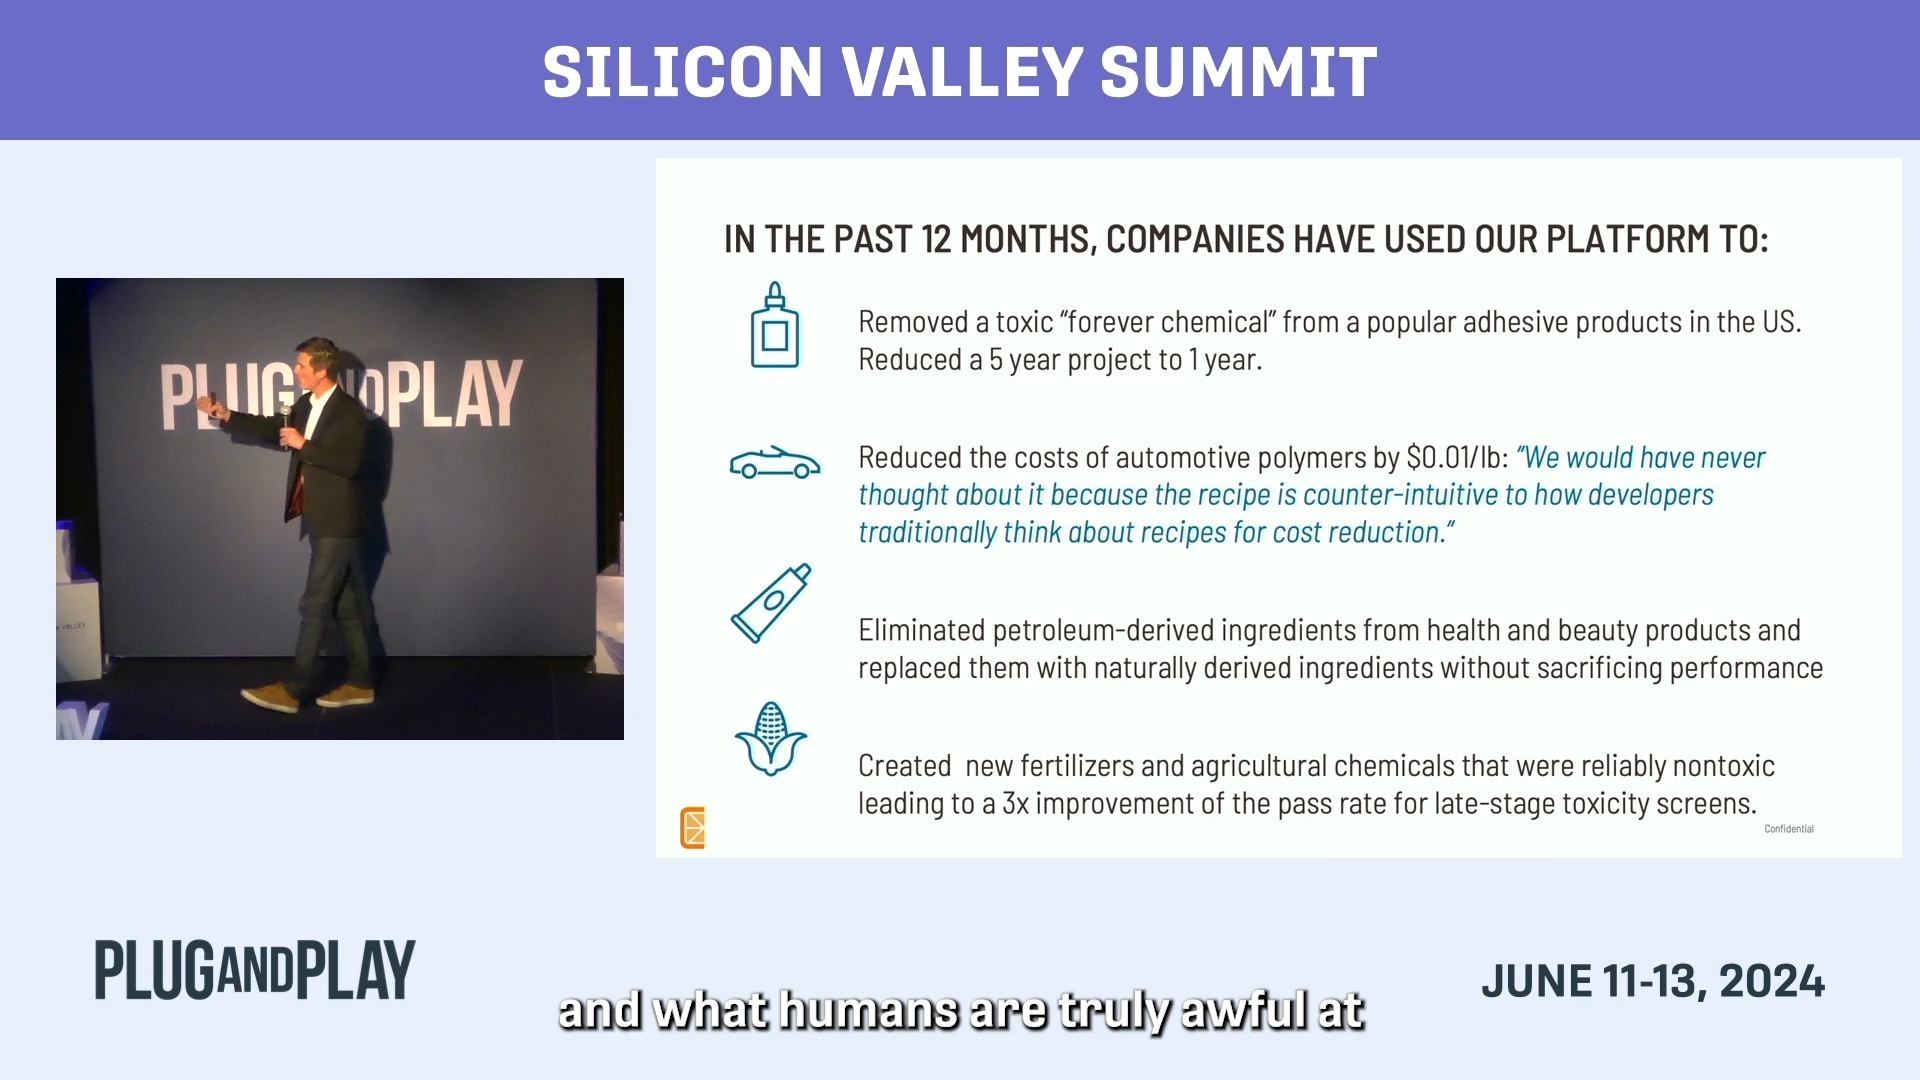 SILICON VALLEY SUMMIT
PLUGANDPLAY
VALLEY
IN THE PAST 12 MONTHS, COMPANIES HAVE USED OUR PLATFORM TO:
Removed a toxic “forever chemical” from a popular adhesive products in the US.
Reduced a 5 year project to 1 year.
Reduced the costs of automotive polymers by $0.01/lb: “We would have never
thought about it because the recipe is counter-intuitive to how developers
traditionally think about recipes for cost reduction.”
Eliminated petroleum-derived ingredients from health and beauty products and
replaced them with naturally derived ingredients without sacrificing performance
Created  new fertilizers and agricultural chemicals that were reliably nontoxic
leading to a 3x improvement of the pass rate for late-stage toxicity screens.
Confidential
PLUGANDPLAY
JUNE 11-13, 2024
and what humans are truly awful at